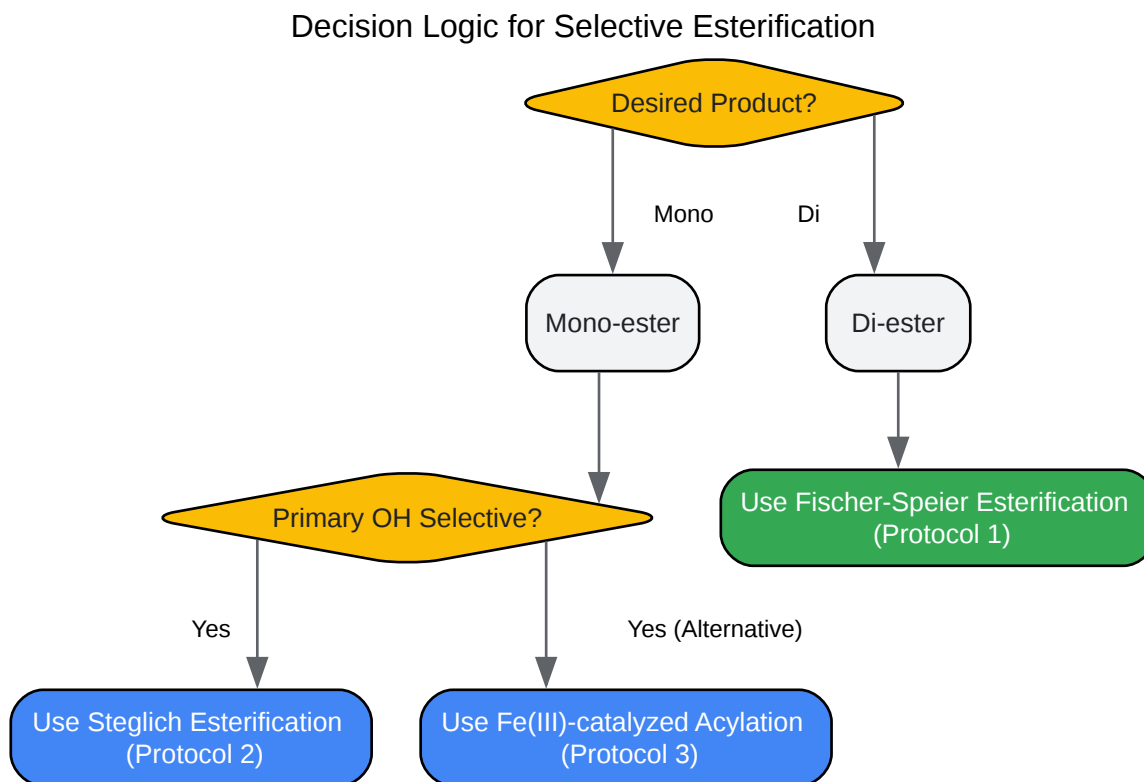 Decision Logic for Selective Esterification
Desired Product?
Mono
Di
Mono-ester
Di-ester
Use Fischer-Speier Esterification
(Protocol 1)
Primary OH Selective?
Yes
Yes (Alternative)
Use Steglich Esterification
(Protocol 2)
Use Fe(III)-catalyzed Acylation
(Protocol 3)